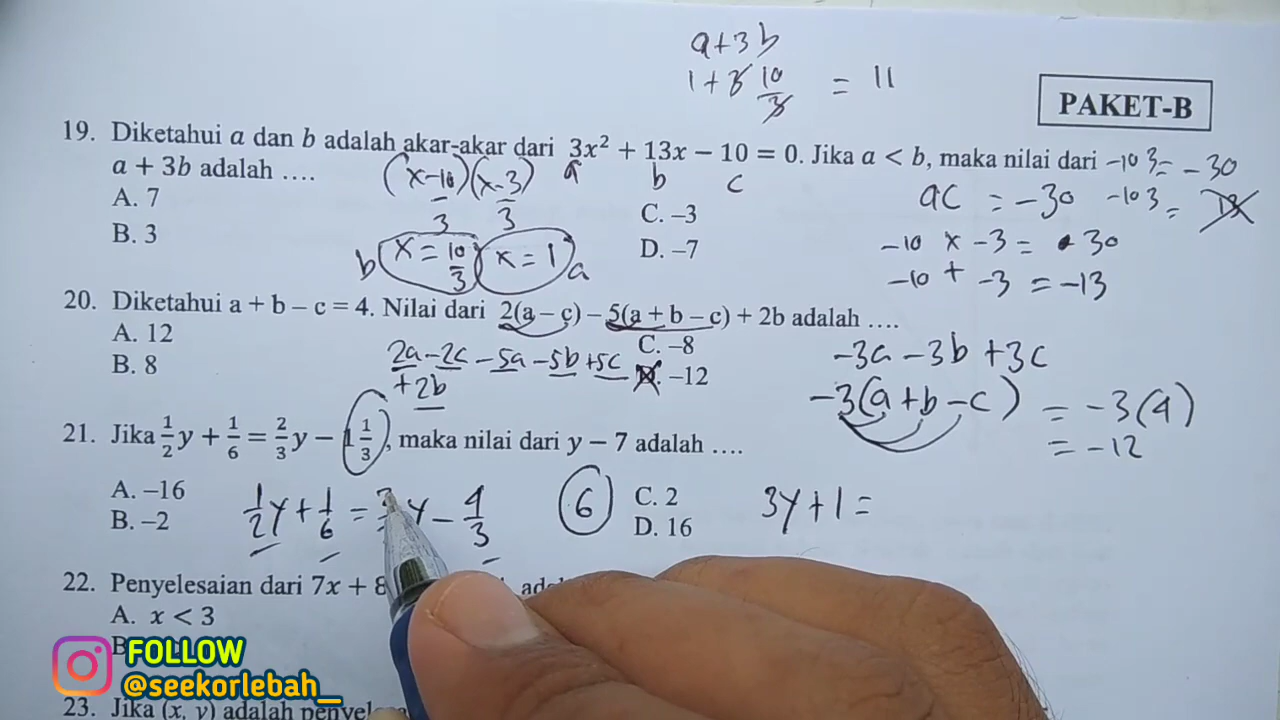 a+3b
1+3 10/3 = 11
PAKET-B
19. Diketahui a dan b adalah akar-akar dari 3x² + 13x − 10 = 0. Jika a < b, maka nilai dari
a + 3b adalah ….
A. 7
B. 3
C. –3
D. –7
(x-10)(x-3)
3 3
a b c
b x = 10/3 x = 1 a
-10 3 = -30
ac = -30 -10 3 =
-10 x -3 = 30
-10 + -3 = -13
20. Diketahui a + b – c = 4. Nilai dari 2(a – c) – 5(a + b – c) + 2b adalah ….
A. 12
B. 8
C. –8
D. –12
2a-2c-5a-5b+5c
+2b
-3a-3b+3c
-3(a+b-c) = -3(4)
= -12
21. Jika 1/2 y + 1/6 = 2/3 y − 1 1/3, maka nilai dari y – 7 adalah ….
A. –16
B. –2
C. 2
D. 16
1/2 y + 1/6 = y - 4/3
6
3y+1=
22. Penyelesaian dari 7x + 8
A. x < 3
B.
FOLLOW
@seekorlebah_
23. Jika (x, y) adalah